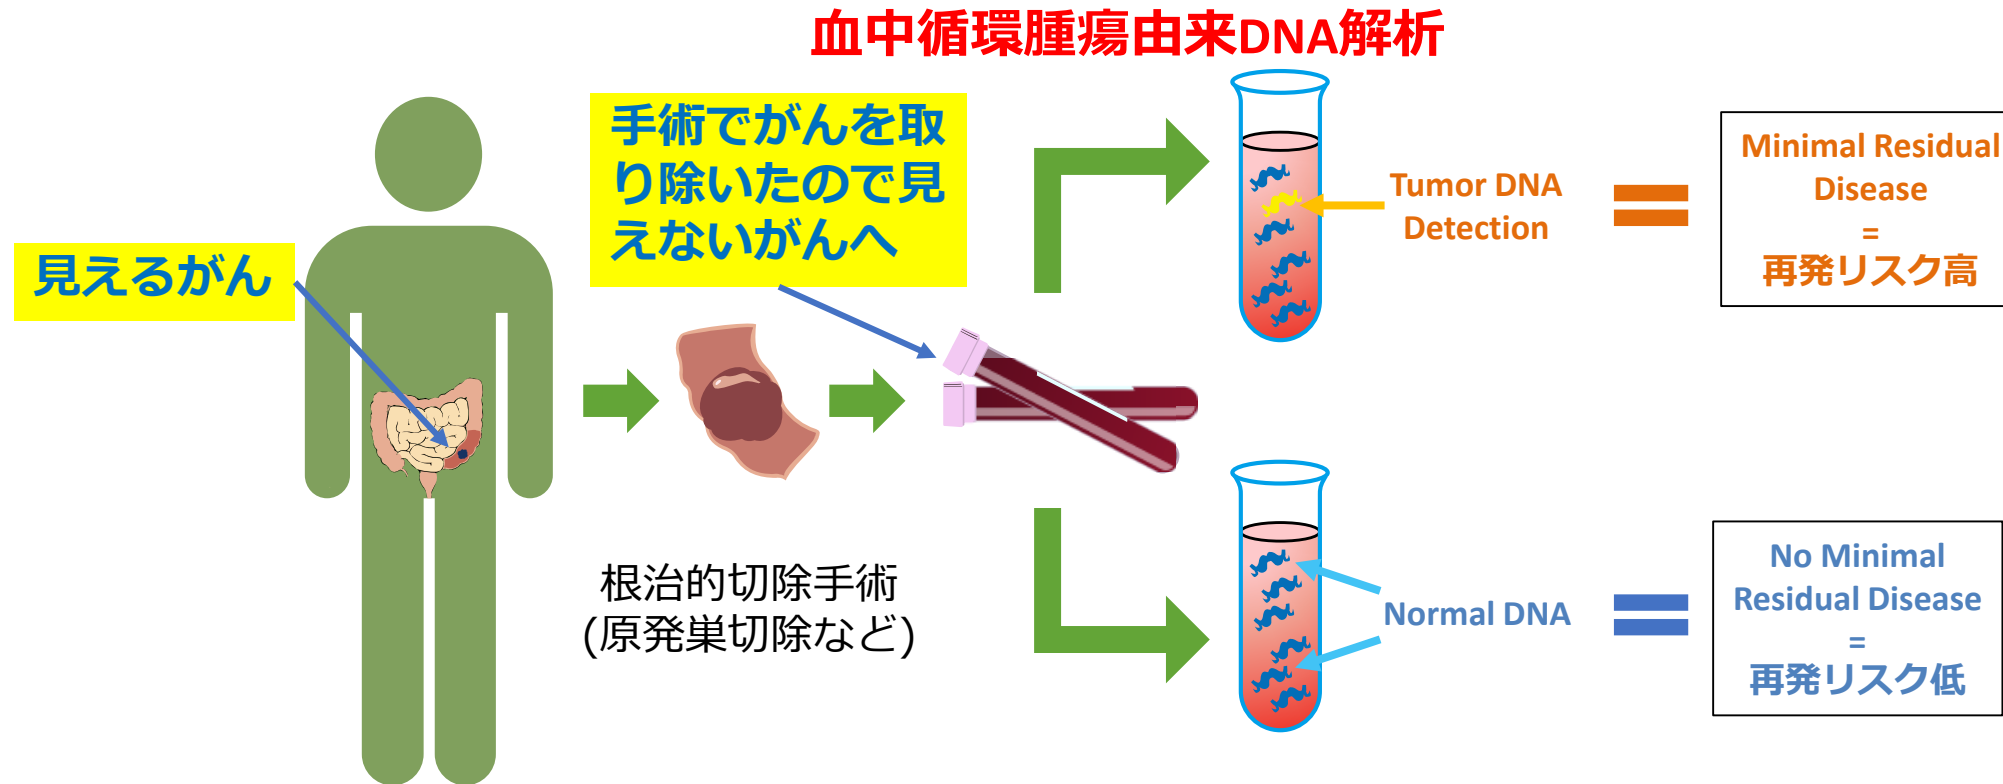 血中循環腫瘍由来DNA解析
見えるがん
手術でがんを取
り除いたので見
えないがんへ
根治的切除手術
(原発巣切除など)
Tumor DNA
Detection
Minimal Residual
Disease
=
再発リスク高
Normal DNA
No Minimal
Residual Disease
=
再発リスク低